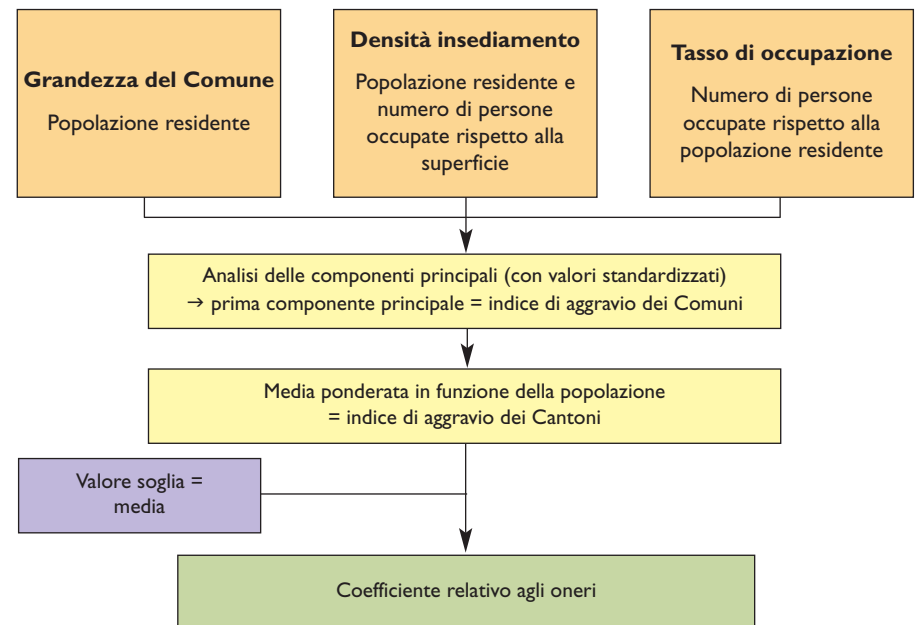 Grandezza del Comune
Popolazione residente
Densità insediamento
Popolazione residente e
numero di persone
occupate rispetto alla
superficie
Tasso di occupazione
Numero di persone
occupate rispetto alla
popolazione residente
Analisi delle componenti principali (con valori standardizzati)
→ prima componente principale = indice di aggravio dei Comuni
Media ponderata in funzione della popolazione
= indice di aggravio dei Cantoni
Valore soglia =
media
Coefficiente relativo agli oneri